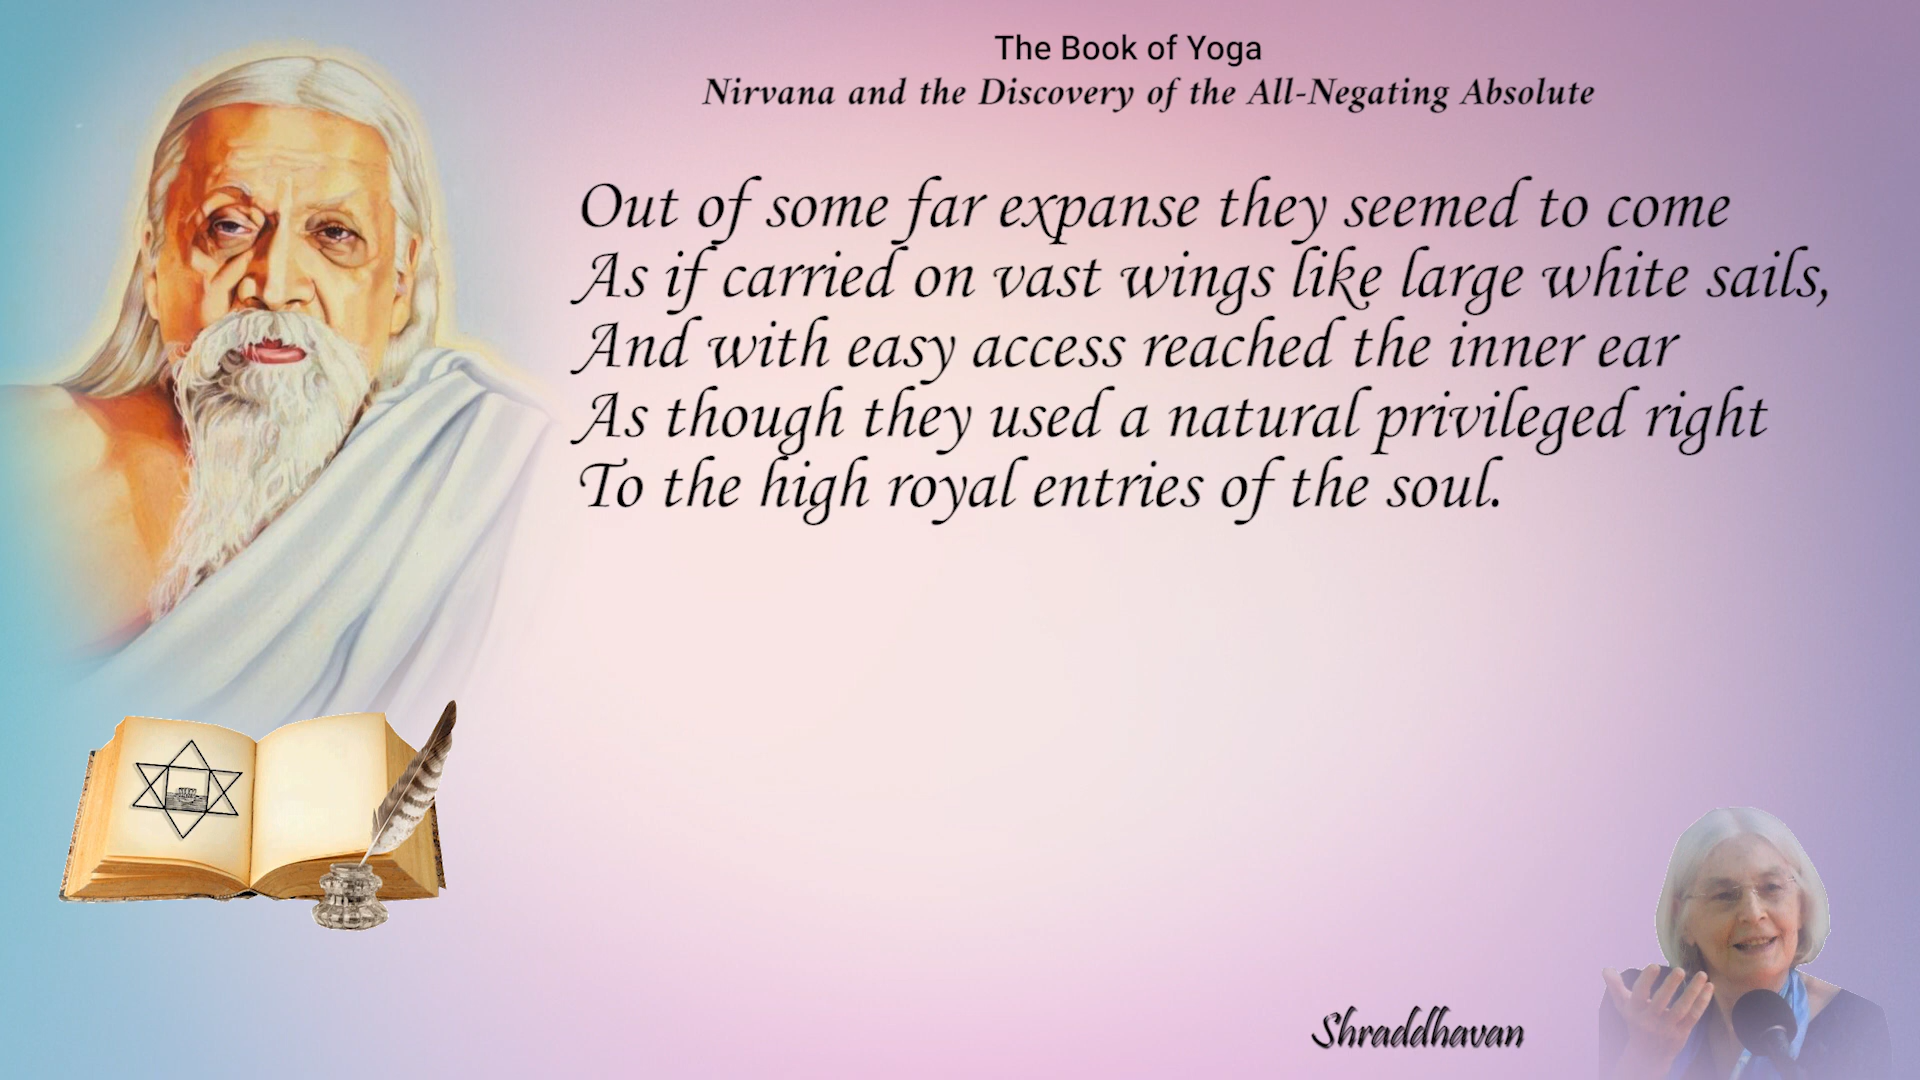 The Book of Yoga
Nirvana and the Discovery of the All-Negating Absolute
Out of some far expanse they seemed to come
As if carried on vast wings like large white sails,
And with easy access reached the inner ear
As though they used a natural privileged right
To the high royal entries of the soul.
Shraddhavan